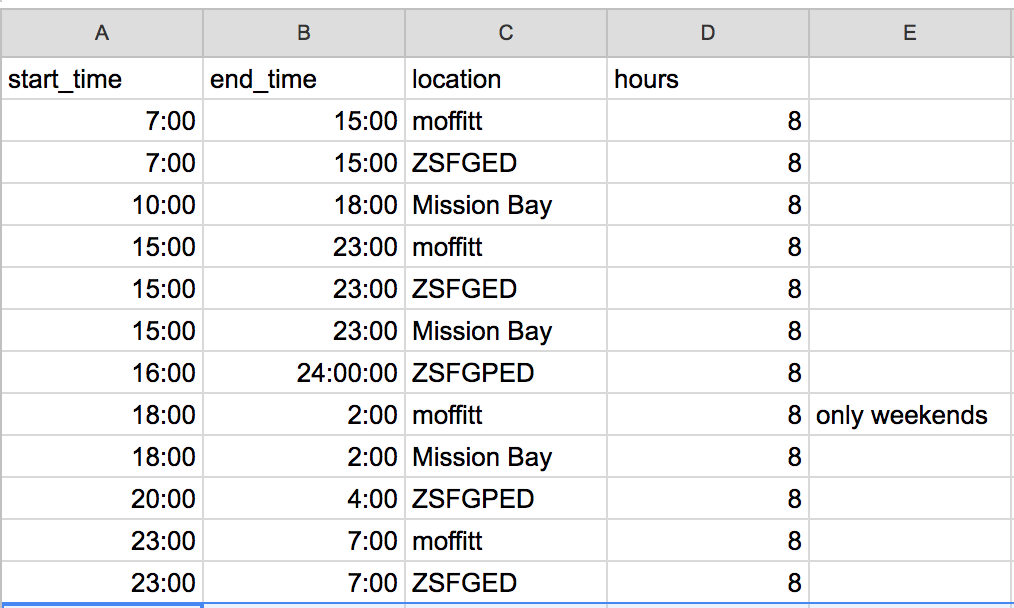 A B C D E
start_time end_time location hours
7:00 15:00 moffitt 8
7:00 15:00 ZSFGED 8
10:00 18:00 Mission Bay 8
15:00 23:00 moffitt 8
15:00 23:00 ZSFGED 8
15:00 23:00 Mission Bay 8
16:00 24:00:00 ZSFGPED 8
18:00 2:00 moffitt 8 only weekends
18:00 2:00 Mission Bay 8
20:00 4:00 ZSFGPED 8
23:00 7:00 moffitt 8
23:00 7:00 ZSFGED 8